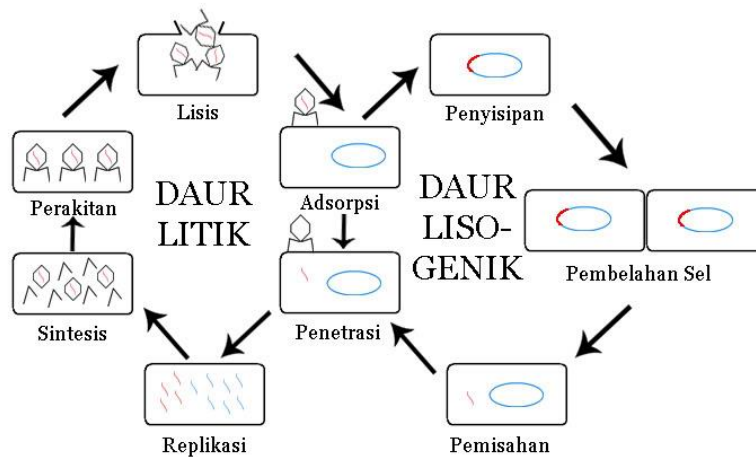 Lisis
Penyisipan
Perakitan
DAUR
LITIK
Adsorpsi
DAUR
LISO-
GENIK
Pembelahan Sel
Sintesis
Penetrasi
Replikasi
Pemisahan